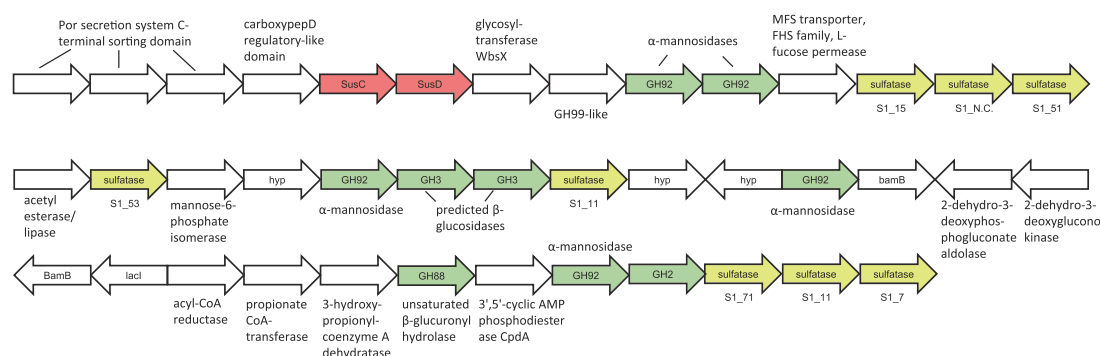 Por secretion system C-
terminal sorting domain
carboxypepD
regulatory-like
domain
glycosyl-
transferase
WbsX
α-mannosidases
MFS transporter,
FHS family, L-
fucose permease
SusC
SusD
GH92
GH92
sulfatase
sulfatase
sulfatase
GH99-like
S1_15
S1_N.C.
S1_51
sulfatase
hyp
GH92
GH3
GH3
sulfatase
hyp
hyp
GH92
bamB
acetyl
esterase/
lipase
S1_53
mannose-6-
phosphate
isomerase
α-mannosidase
predicted β-
glucosidases
S1_11
α-mannosidase
2-dehydro-3-
deoxyphos-
phogluconate
aldolase
2-dehydro-3-
deoxyglucono
kinase
α-mannosidase
BamB
lacI
GH88
GH92
GH2
sulfatase
sulfatase
sulfatase
acyl-CoA
reductase
propionate
CoA-
transferase
3-hydroxy-
propionyl-
coenzyme A
dehydratase
unsaturated
β-glucuronyl
hydrolase
3',5'-cyclic AMP
phosphodiester
ase CpdA
S1_71
S1_11
S1_7